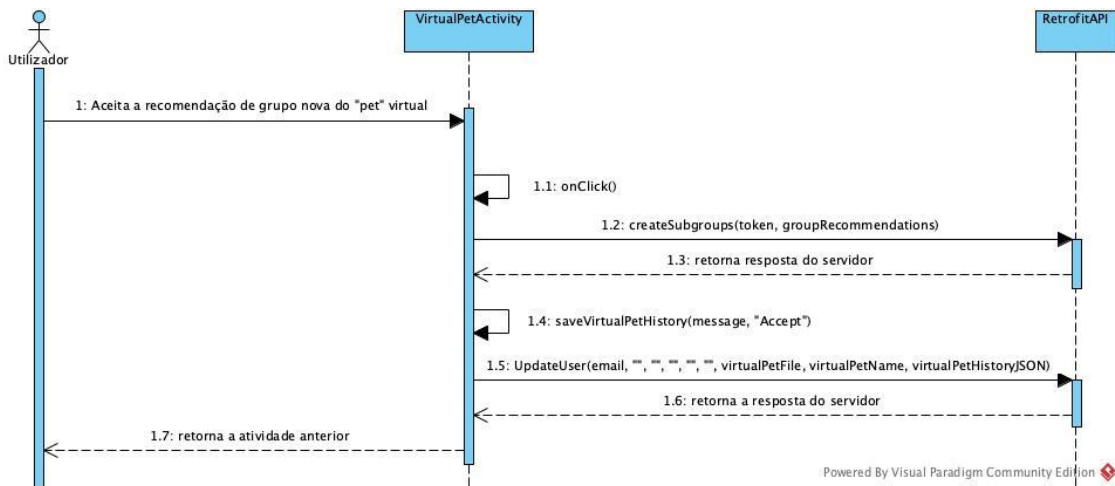 VirtualPetActivity
RetrofitAPI
Utilizador
1: Aceita a recomendação de grupo nova do "pet" virtual
1.1: onClick()
1.2: createSubgroups(token, groupRecommendations)
1.3: retorna resposta do servidor
1.4: saveVirtualPetHistory(message, "Accept")
1.5: UpdateUser(email, "", "", "", "", "", virtualPetFile, virtualPetName, virtualPetHistoryJSON)
1.6: retorna a resposta do servidor
1.7: retorna a atividade anterior
Powered By Visual Paradigm Community Edition